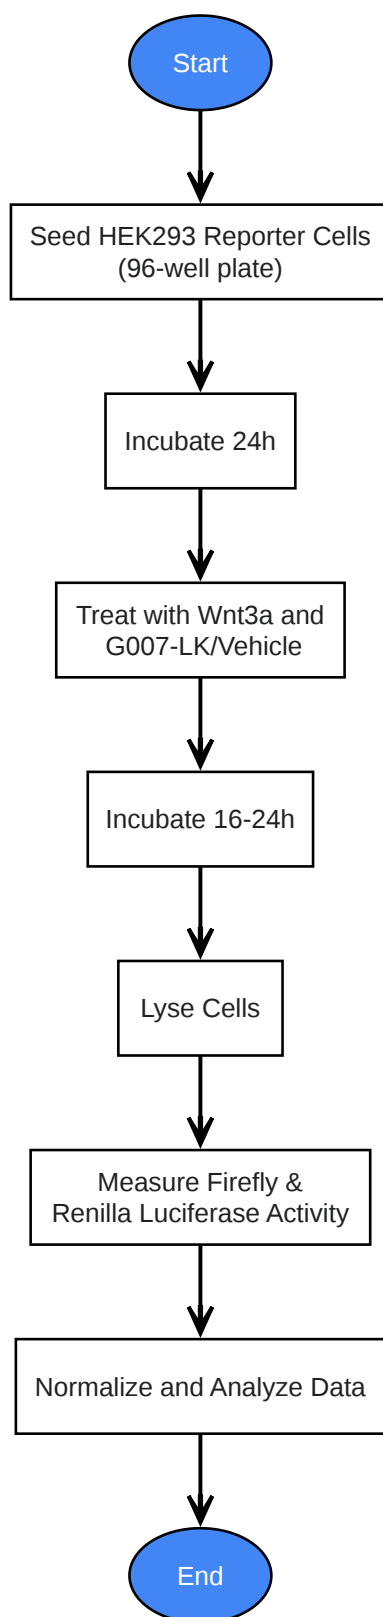 Start
Seed HEK293 Reporter Cells
(96-well plate)
Incubate 24h
Treat with Wnt3a and
G007-LK/Vehicle
Incubate 16-24h
Lyse Cells
Measure Firefly &
Renilla Luciferase Activity
Normalize and Analyze Data
End